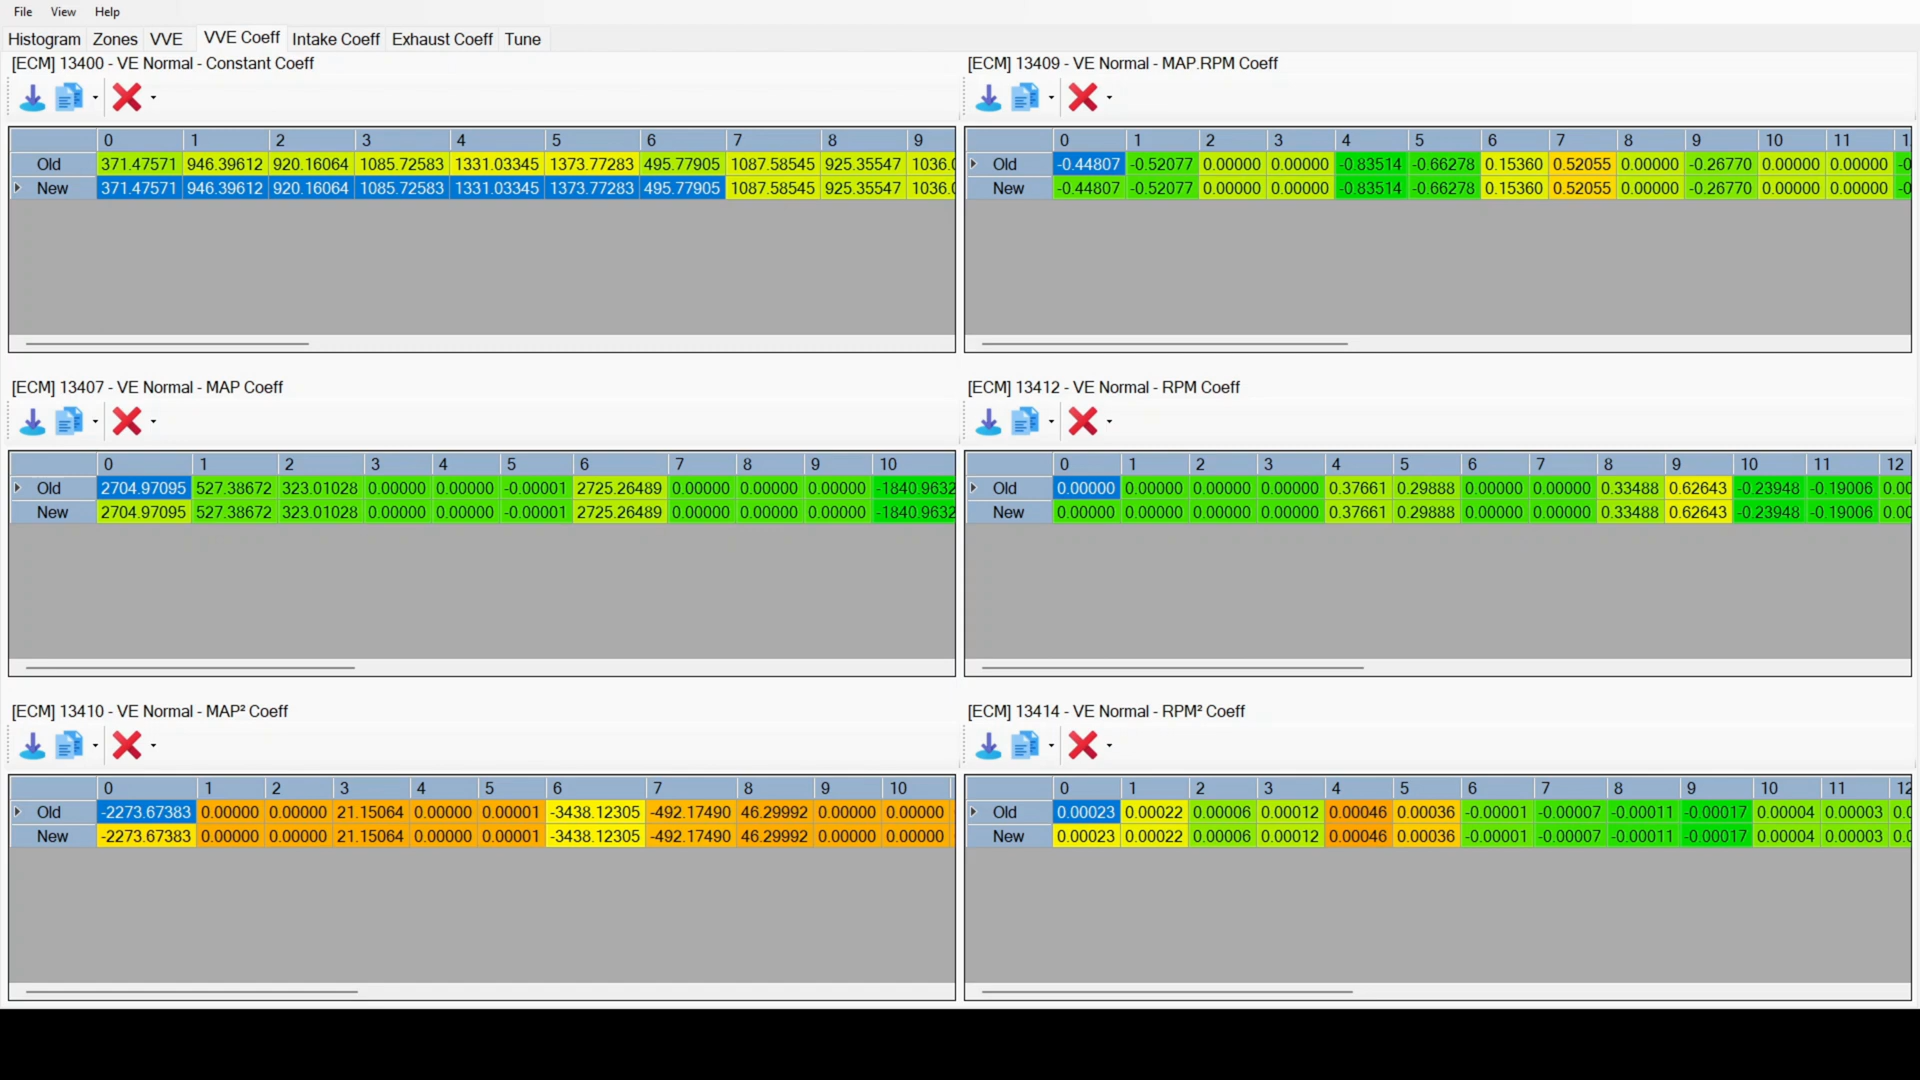 File View Help
Histogram Zones VVE VVE Coeff Intake Coeff Exhaust Coeff Tune
[ECM] 13400 - VE Normal - Constant Coeff
0 1 2 3 4 5 6 7 8 9
Old 371.47571 946.39612 920.16064 1085.72583 1331.03345 1373.77283 495.77905 1087.58545 925.35547 1036.0
New 371.47571 946.39612 920.16064 1085.72583 1331.03345 1373.77283 495.77905 1087.58545 925.35547 1036.0
[ECM] 13409 - VE Normal - MAP.RPM Coeff
0 1 2 3 4 5 6 7 8 9 10 11
Old -0.44807 -0.52077 0.00000 0.00000 -0.83514 -0.66278 0.15360 0.52055 0.00000 -0.26770 0.00000 0.00000 -0
New -0.44807 -0.52077 0.00000 0.00000 -0.83514 -0.66278 0.15360 0.52055 0.00000 -0.26770 0.00000 0.00000 -0
[ECM] 13407 - VE Normal - MAP Coeff
0 1 2 3 4 5 6 7 8 9 10
Old 2704.97095 527.38672 323.01028 0.00000 0.00000 -0.00001 2725.26489 0.00000 0.00000 0.00000 -1840.9632
New 2704.97095 527.38672 323.01028 0.00000 0.00000 -0.00001 2725.26489 0.00000 0.00000 0.00000 -1840.9632
[ECM] 13412 - VE Normal - RPM Coeff
0 1 2 3 4 5 6 7 8 9 10 11 12
Old 0.00000 0.00000 0.00000 0.00000 0.37661 0.29888 0.00000 0.00000 0.33488 0.62643 -0.23948 -0.19006 0.00
New 0.00000 0.00000 0.00000 0.00000 0.37661 0.29888 0.00000 0.00000 0.33488 0.62643 -0.23948 -0.19006 0.00
[ECM] 13410 - VE Normal - MAP² Coeff
0 1 2 3 4 5 6 7 8 9 10
Old -2273.67383 0.00000 0.00000 21.15064 0.00000 0.00001 -3438.12305 -492.17490 46.29992 0.00000 0.00000
New -2273.67383 0.00000 0.00000 21.15064 0.00000 0.00001 -3438.12305 -492.17490 46.29992 0.00000 0.00000
[ECM] 13414 - VE Normal - RPM² Coeff
0 1 2 3 4 5 6 7 8 9 10 11 12
Old 0.00023 0.00022 0.00006 0.00012 0.00046 0.00036 -0.00001 -0.00007 -0.00011 -0.00017 0.00004 0.00003 0.0
New 0.00023 0.00022 0.00006 0.00012 0.00046 0.00036 -0.00001 -0.00007 -0.00011 -0.00017 0.00004 0.00003 0.0